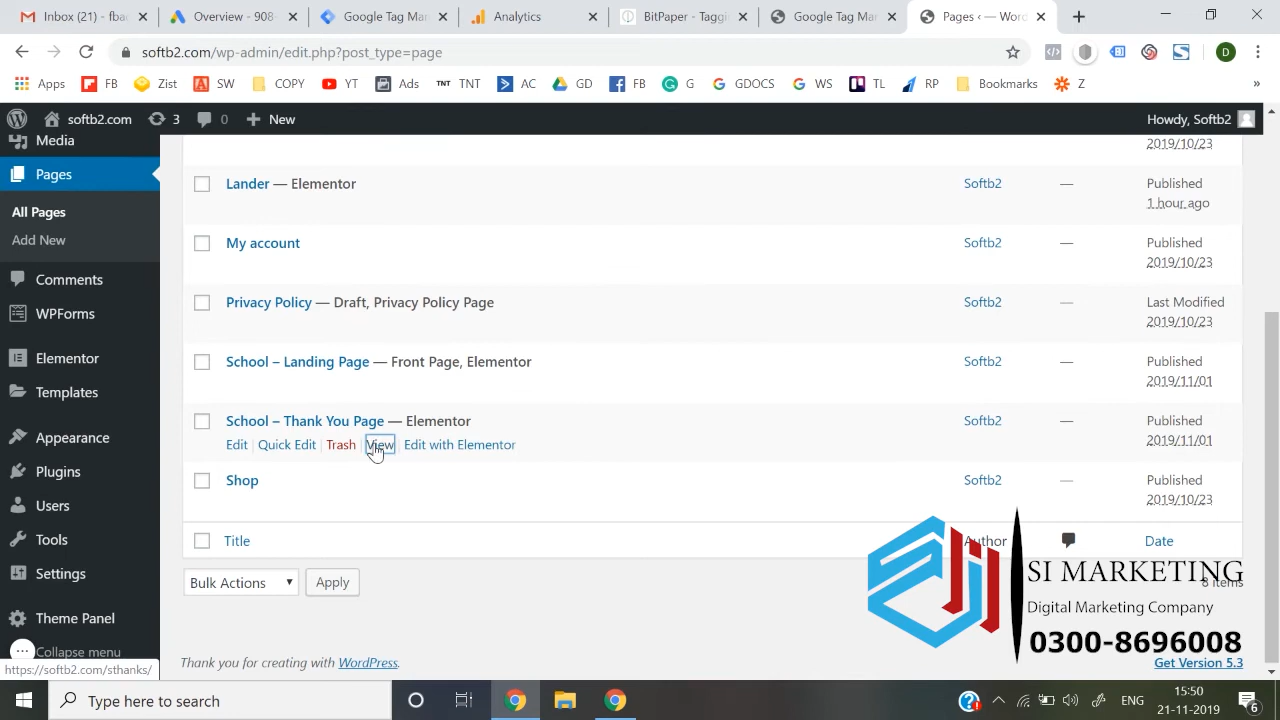 Inbox (21) - fba
Overview - 908-
Google Tag Man
Analytics
BitPaper - Taggi
Google Tag Mar
Pages ‹ — Word
softb2.com/wp-admin/edit.php?post_type=page
D
Apps FB Zist SW COPY YT Ads TNT TNT AC GD FB G GDOCS WS TL RP Bookmarks Z »
softb2.com 3 0 New Howdy, Softb2
Media
Pages
All Pages
Add New
Comments
WPForms
Elementor
Templates
Appearance
Plugins
Users
Tools
Settings
Theme Panel
Collapse menu
2019/10/23
Lander — Elementor Softb2 — Published
1 hour ago
My account Softb2 — Published
2019/10/23
Privacy Policy — Draft, Privacy Policy Page Softb2 — Last Modified
2019/10/23
School – Landing Page — Front Page, Elementor Softb2 — Published
2019/11/01
School – Thank You Page — Elementor Softb2 — Published
Edit | Quick Edit | Trash | View | Edit with Elementor 2019/11/01
Shop Softb2 — Published
2019/10/23
Title Author Date
Bulk Actions Apply
8 items
SI MARKETING
Digital Marketing Company
0300-8696008
Thank you for creating with WordPress.
Get Version 5.3
https://softb2.com/sthanks/
Type here to search
ENG
15:50
21-11-2019
6